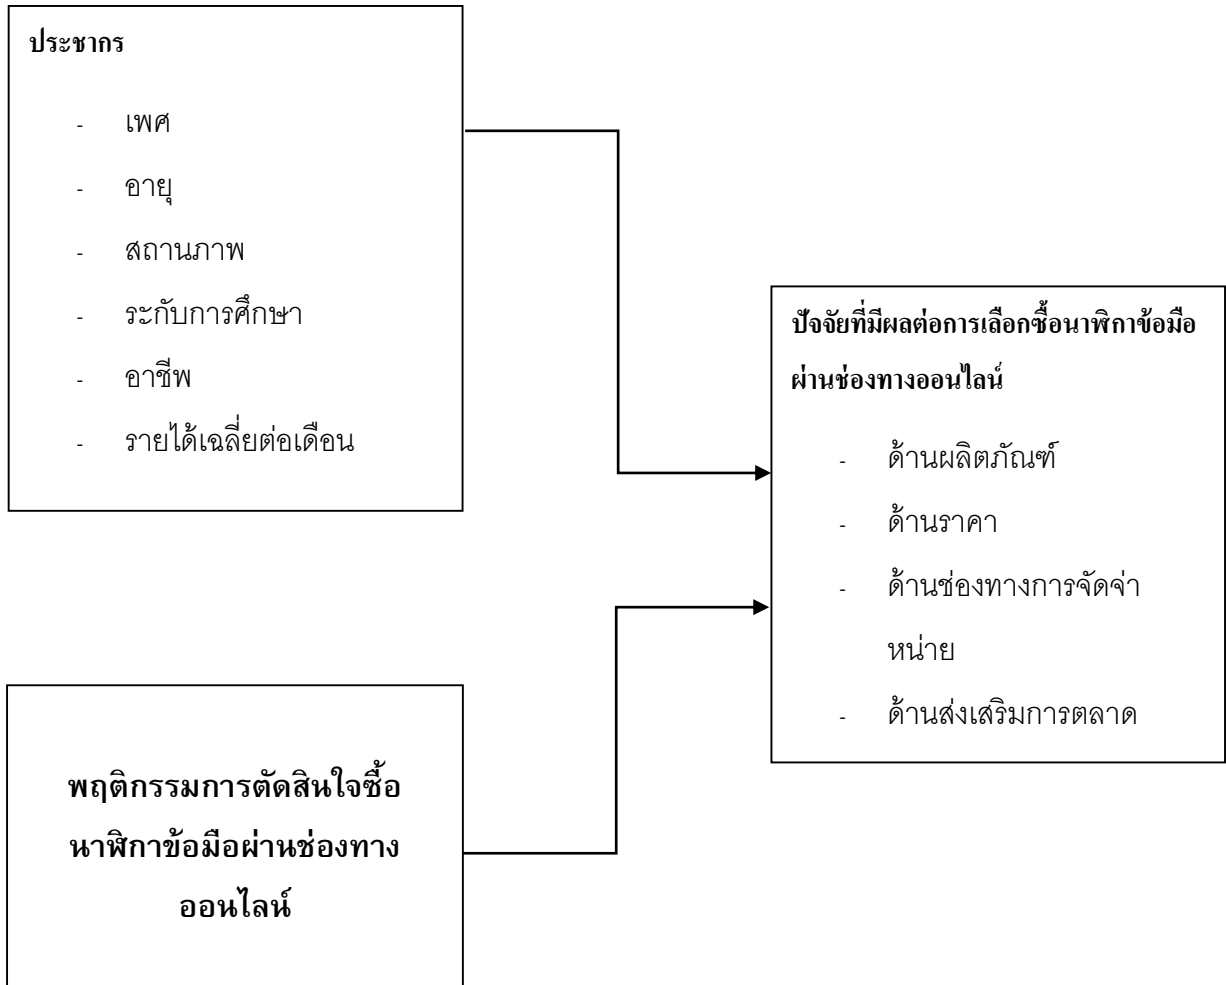 ประชากร
- เพศ
- อายุ
- สถานภาพ
- ระกับการศึกษา
- อาชีพ
- รายได้เฉลี่ยต่อเดือน
ปัจจัยที่มีผลต่อการเลือกซื้อนาฬิกาข้อมือ
ผ่านช่องทางออนไลน์
- ด้านผลิตภัณฑ์
- ด้านราคา
- ด้านช่องทางการจัดจำ
หน่าย
- ด้านส่งเสริมการตลาด
พฤติกรรมการตัดสินใจซื้อ
นาฬิกาข้อมือผ่านช่องทาง
ออนไลน์